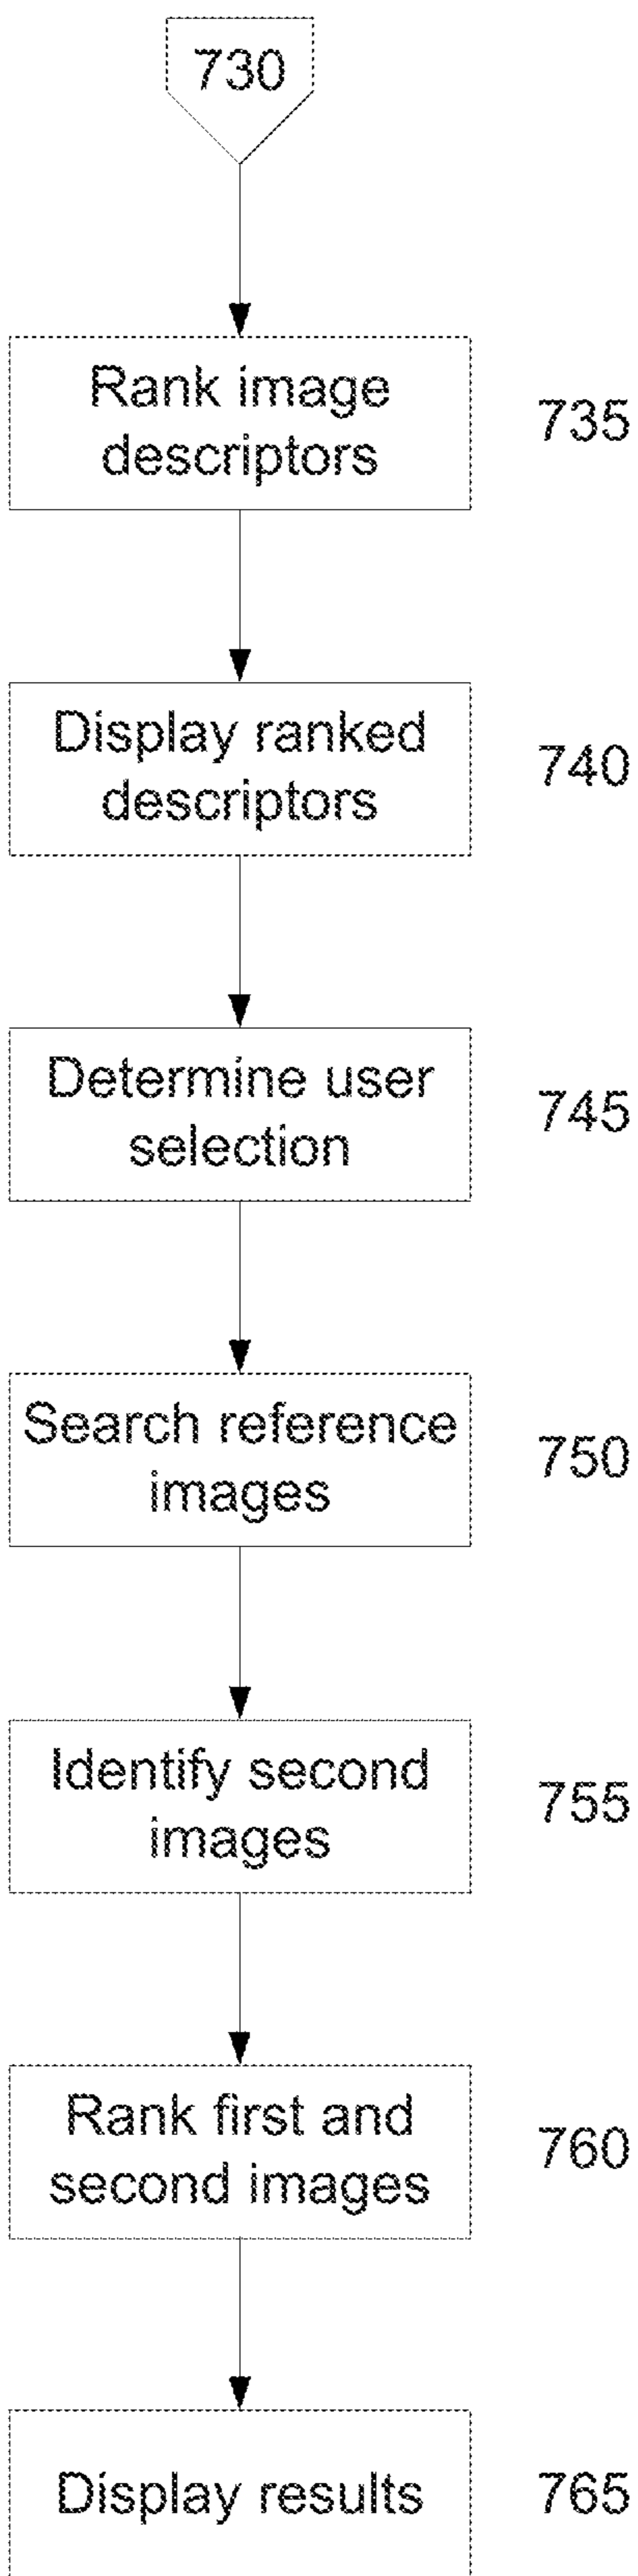 730
Rank image
descriptors
735
Display ranked
descriptors
740
Determine user
selection
745
Search reference
images
750
Identify second
images
755
Rank first and
second images
760
Display results
765